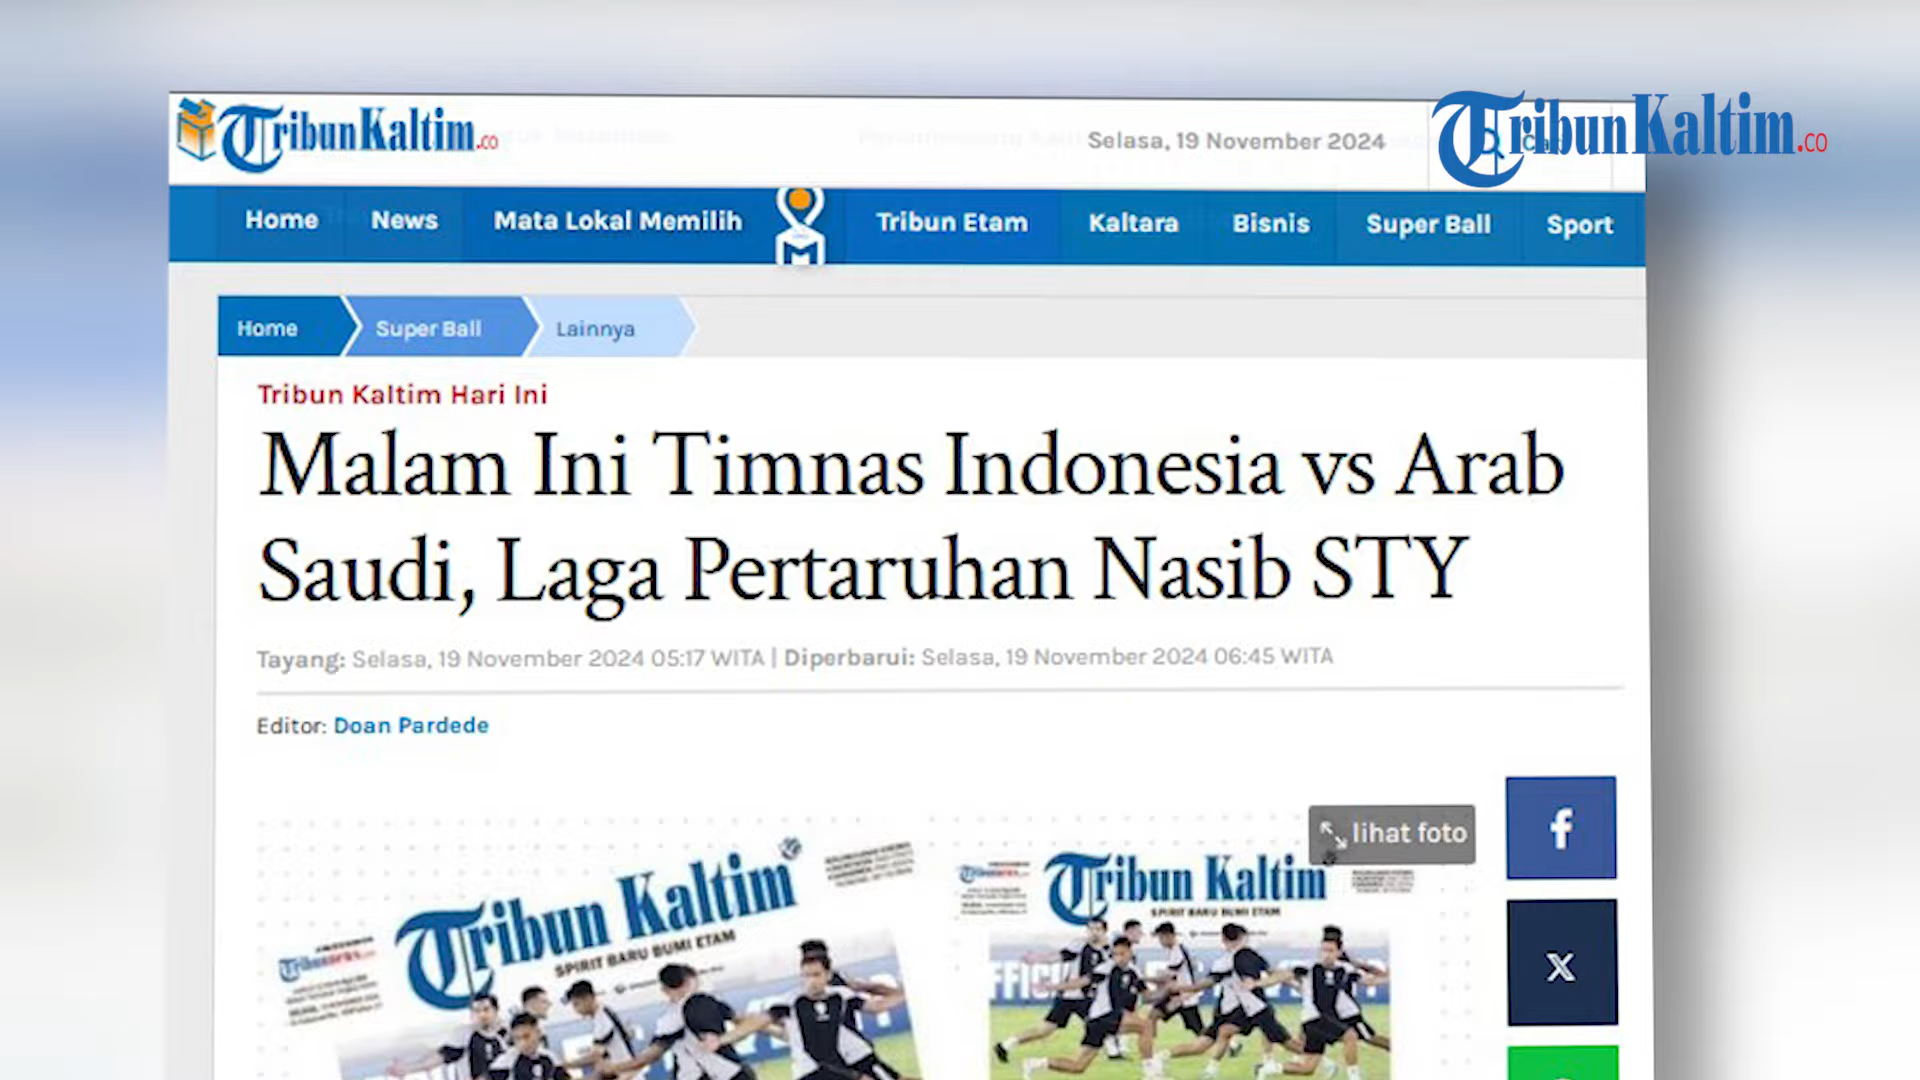 TribunKaltim.co
Selasa, 19 November 2024
TribunKaltim.co
Home News Mata Lokal Memilih Tribun Etam Kaltara Bisnis Super Ball Sport
Home Super Ball Lainnya
Tribun Kaltim Hari Ini
Malam Ini Timnas Indonesia vs Arab
Saudi, Laga Pertaruhan Nasib STY
Tayang: Selasa, 19 November 2024 05:17 WITA | Diperbarui: Selasa, 19 November 2024 06:45 WITA
Editor: Doan Pardede
lihat foto
Tribun Kaltim
SPIRIT BARU BUMI ETAM
Tribun Kaltim
SPIRIT BARU BUMI ETAM